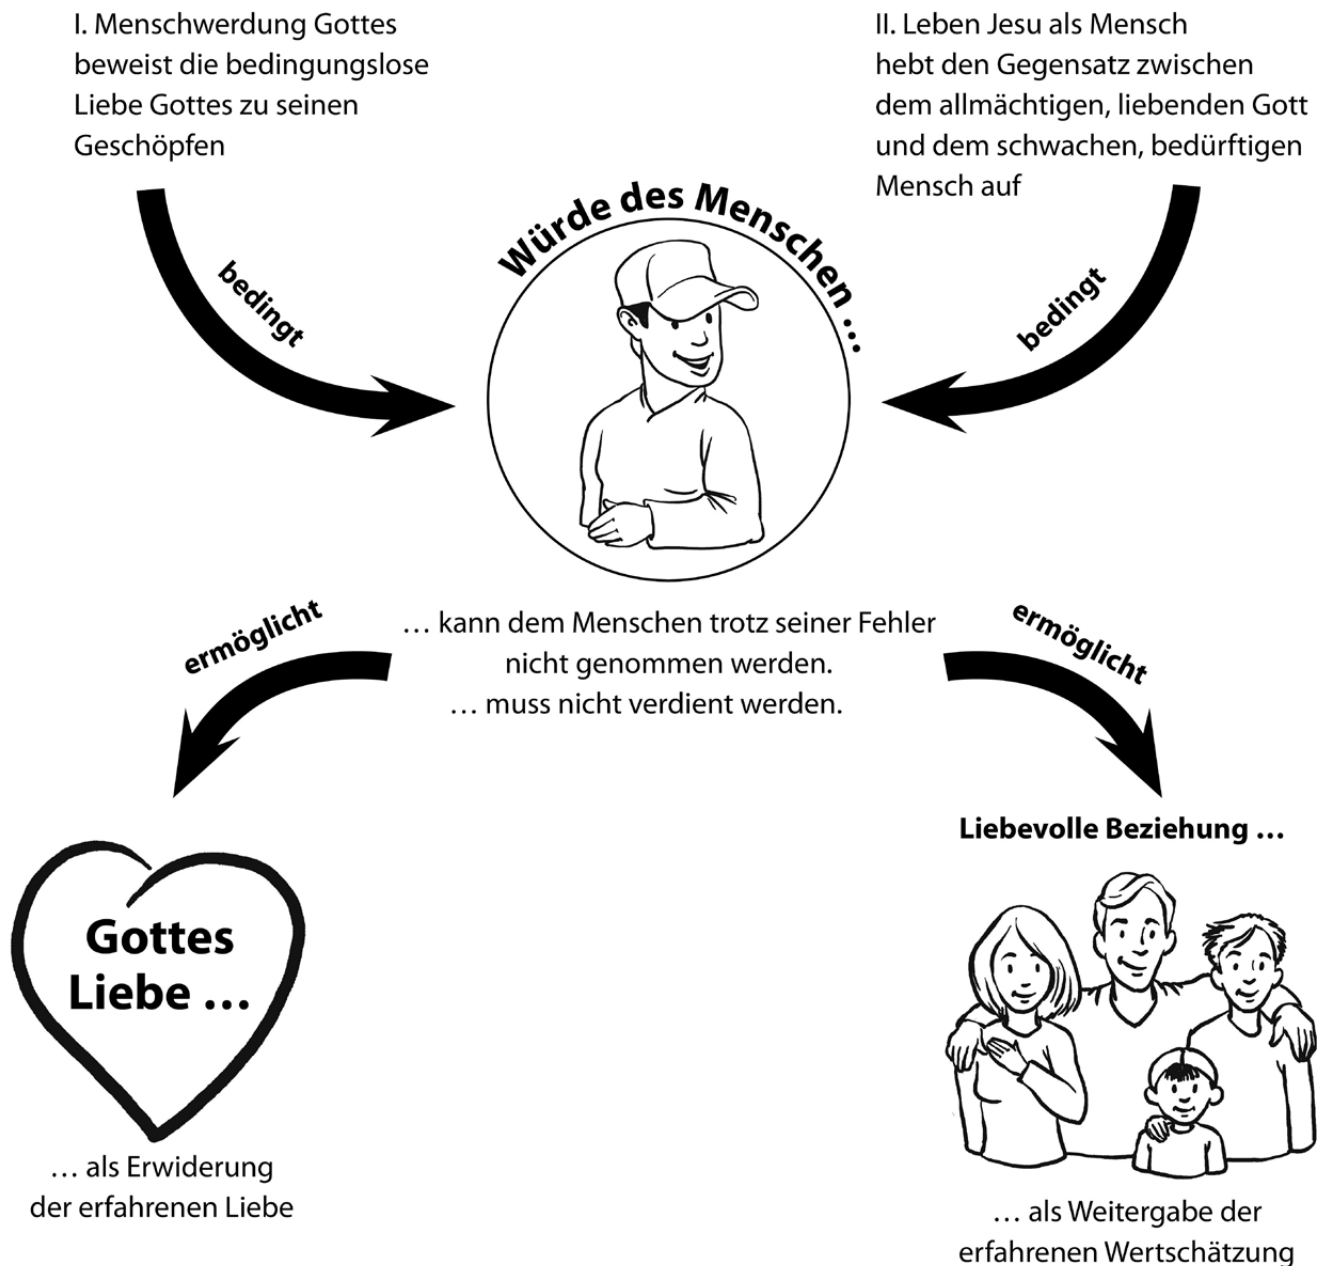 I. Menschwerdung Gottes
beweist die bedingungslose
Liebe Gottes zu seinen
Geschöpfen
II. Leben Jesu als Mensch
hebt den Gegensatz zwischen
dem allmächtigen, liebenden Gott
und dem schwachen, bedürftigen
Mensch auf
bedingt
Würde des Menschen …
bedingt
ermöglicht
… kann dem Menschen trotz seiner Fehler
nicht genommen werden.
… muss nicht verdient werden.
ermöglicht
Gottes
Liebe …
… als Erwiderung
der erfahrenen Liebe
Liebevolle Beziehung …
… als Weitergabe der
erfahrenen Wertschätzung